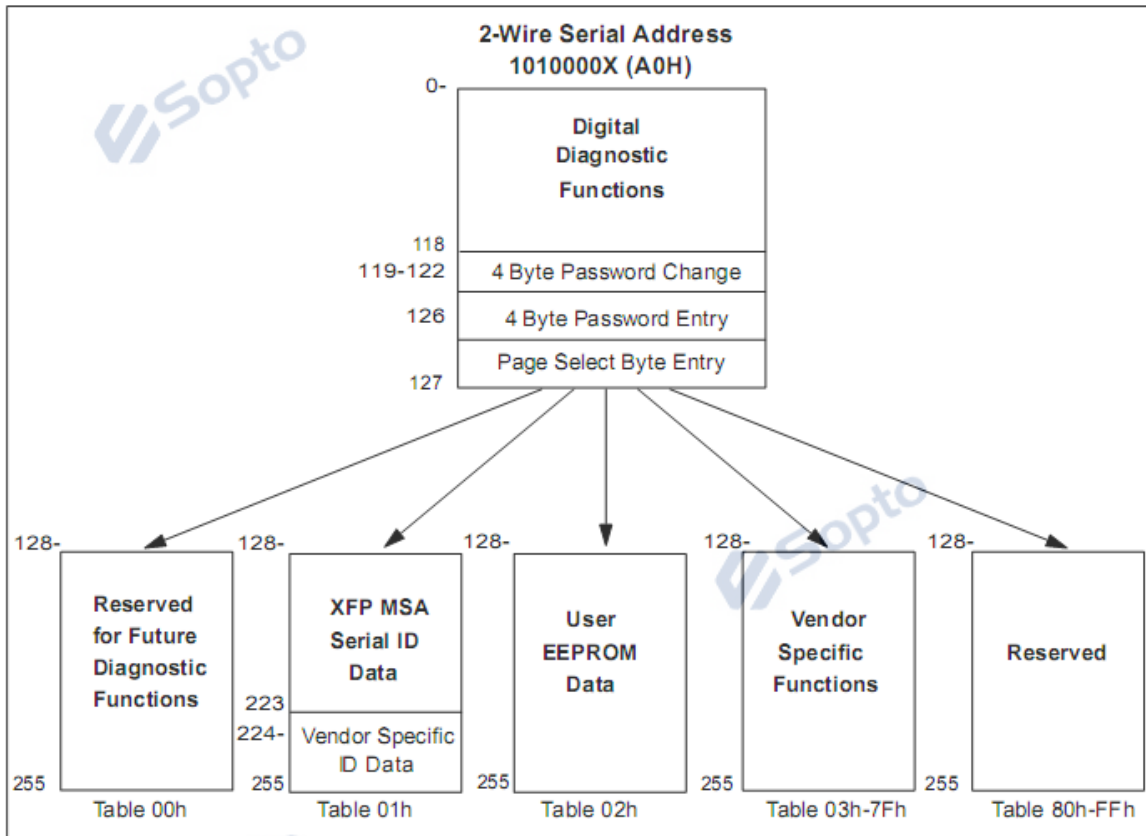 Sopto
2-Wire Serial Address
1010000X (A0H)
0-
Digital
Diagnostic
Functions
118
119-122
4 Byte Password Change
126
4 Byte Password Entry
Page Select Byte Entry
127
Sopto
128-
128-
128-
128-
128-
Reserved
for Future
Diagnostic
Functions
XFP MSA
Serial ID
Data
User
EEPROM
Data
Vendor
Specific
Functions
Reserved
223
224-
Vendor Specific
ID Data
255
255
255
255
255
Table 00h
Table 01h
Table 02h
Table 03h-7Fh
Table 80h-FFh